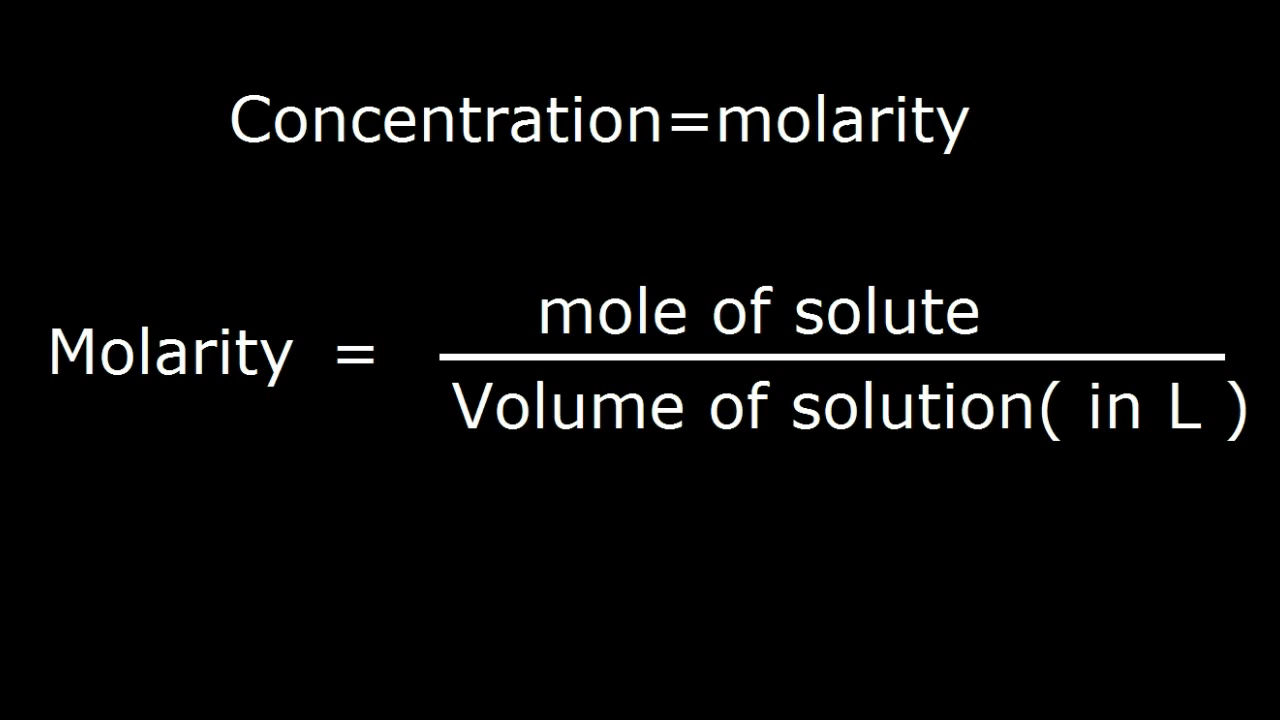 Concentration=molarity
mole of solute
Molarity =
Volume of solution( in L )